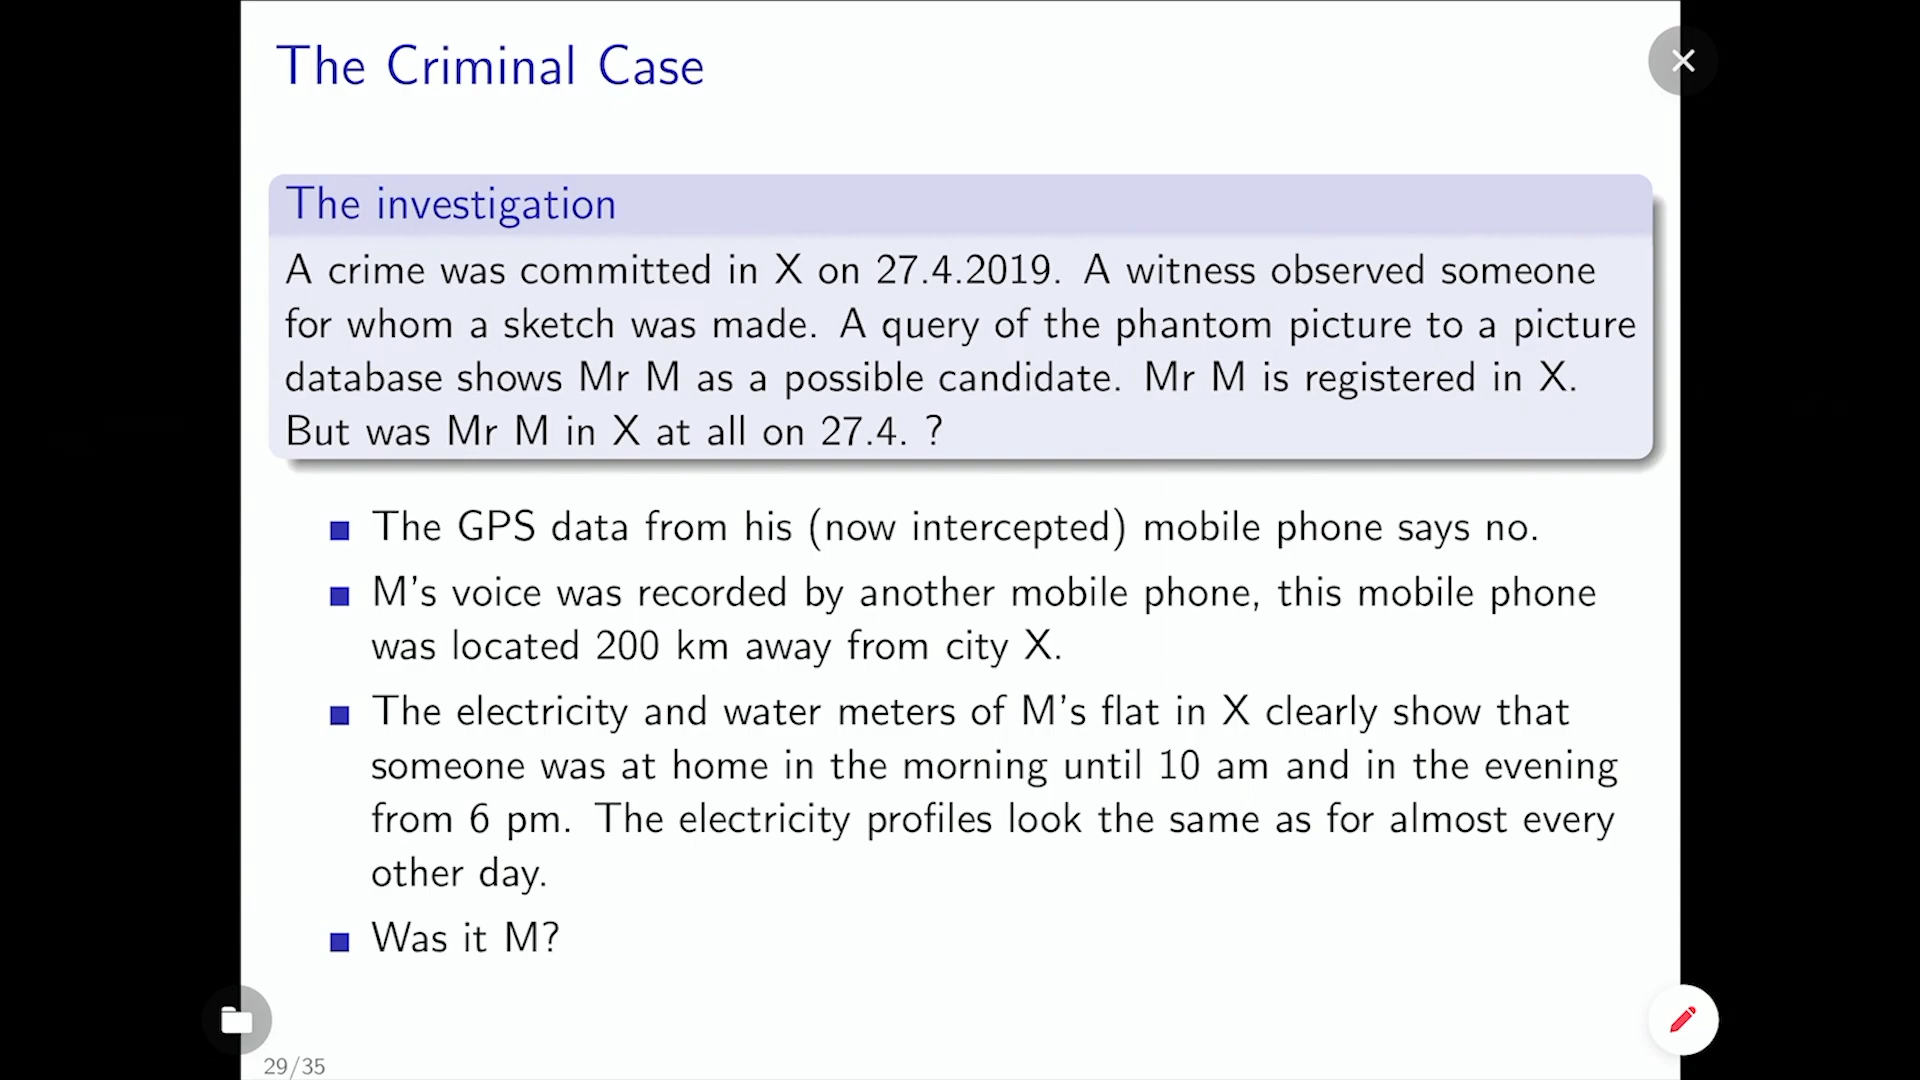 The Criminal Case
The investigation
A crime was committed in X on 27.4.2019. A witness observed someone
for whom a sketch was made. A query of the phantom picture to a picture
database shows Mr M as a possible candidate. Mr M is registered in X.
But was Mr M in X at all on 27.4. ?
The GPS data from his (now intercepted) mobile phone says no.
M's voice was recorded by another mobile phone, this mobile phone
was located 200 km away from city X.
The electricity and water meters of M's flat in X clearly show that
someone was at home in the morning until 10 am and in the evening
from 6 pm. The electricity profiles look the same as for almost every
other day.
Was it M?
29/35